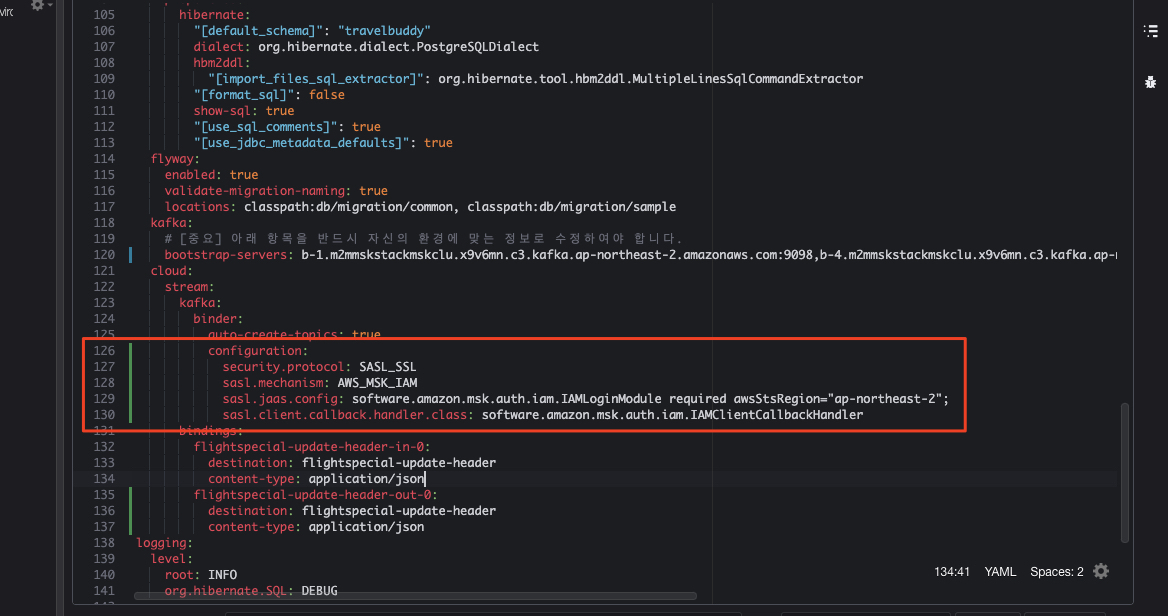 viro
105 hibernate:
106 "[default_schema]": "travelbuddy"
107 dialect: org.hibernate.dialect.PostgreSQLDialect
108 hbm2ddl:
109 "[import_files_sql_extractor]": org.hibernate.tool.hbm2ddl.MultipleLinesSqlCommandExtractor
110 "[format_sql]": false
111 show-sql: true
112 "[use_sql_comments]": true
113 "[use_jdbc_metadata_defaults]": true
114 flyway:
115 enabled: true
116 validate-migration-naming: true
117 locations: classpath:db/migration/common, classpath:db/migration/sample
118 kafka:
119 # [중요] 아래 항목을 반드시 자신의 환경에 맞는 정보로 수정하여야 합니다.
120 bootstrap-servers: b-1.m2mmskstackmskclu.x9v6mn.c3.kafka.ap-northeast-2.amazonaws.com:9098,b-4.m2mmskstackmskclu.x9v6mn.c3.kafka.ap-
121 cloud:
122 stream:
123 kafka:
124 binder:
125 auto-create-topics: true
126 configuration:
127 security.protocol: SASL_SSL
128 sasl.mechanism: AWS_MSK_IAM
129 sasl.jaas.config: software.amazon.msk.auth.iam.IAMLoginModule required awsStsRegion="ap-northeast-2";
130 sasl.client.callback.handler.class: software.amazon.msk.auth.iam.IAMClientCallbackHandler
131 bindings:
132 flightspecial-update-header-in-0:
133 destination: flightspecial-update-header
134 content-type: application/json
135 flightspecial-update-header-out-0:
136 destination: flightspecial-update-header
137 content-type: application/json
138 logging:
139 level:
140 root: INFO
141 org.hibernate.SQL: DEBUG
134:41 YAML Spaces: 2